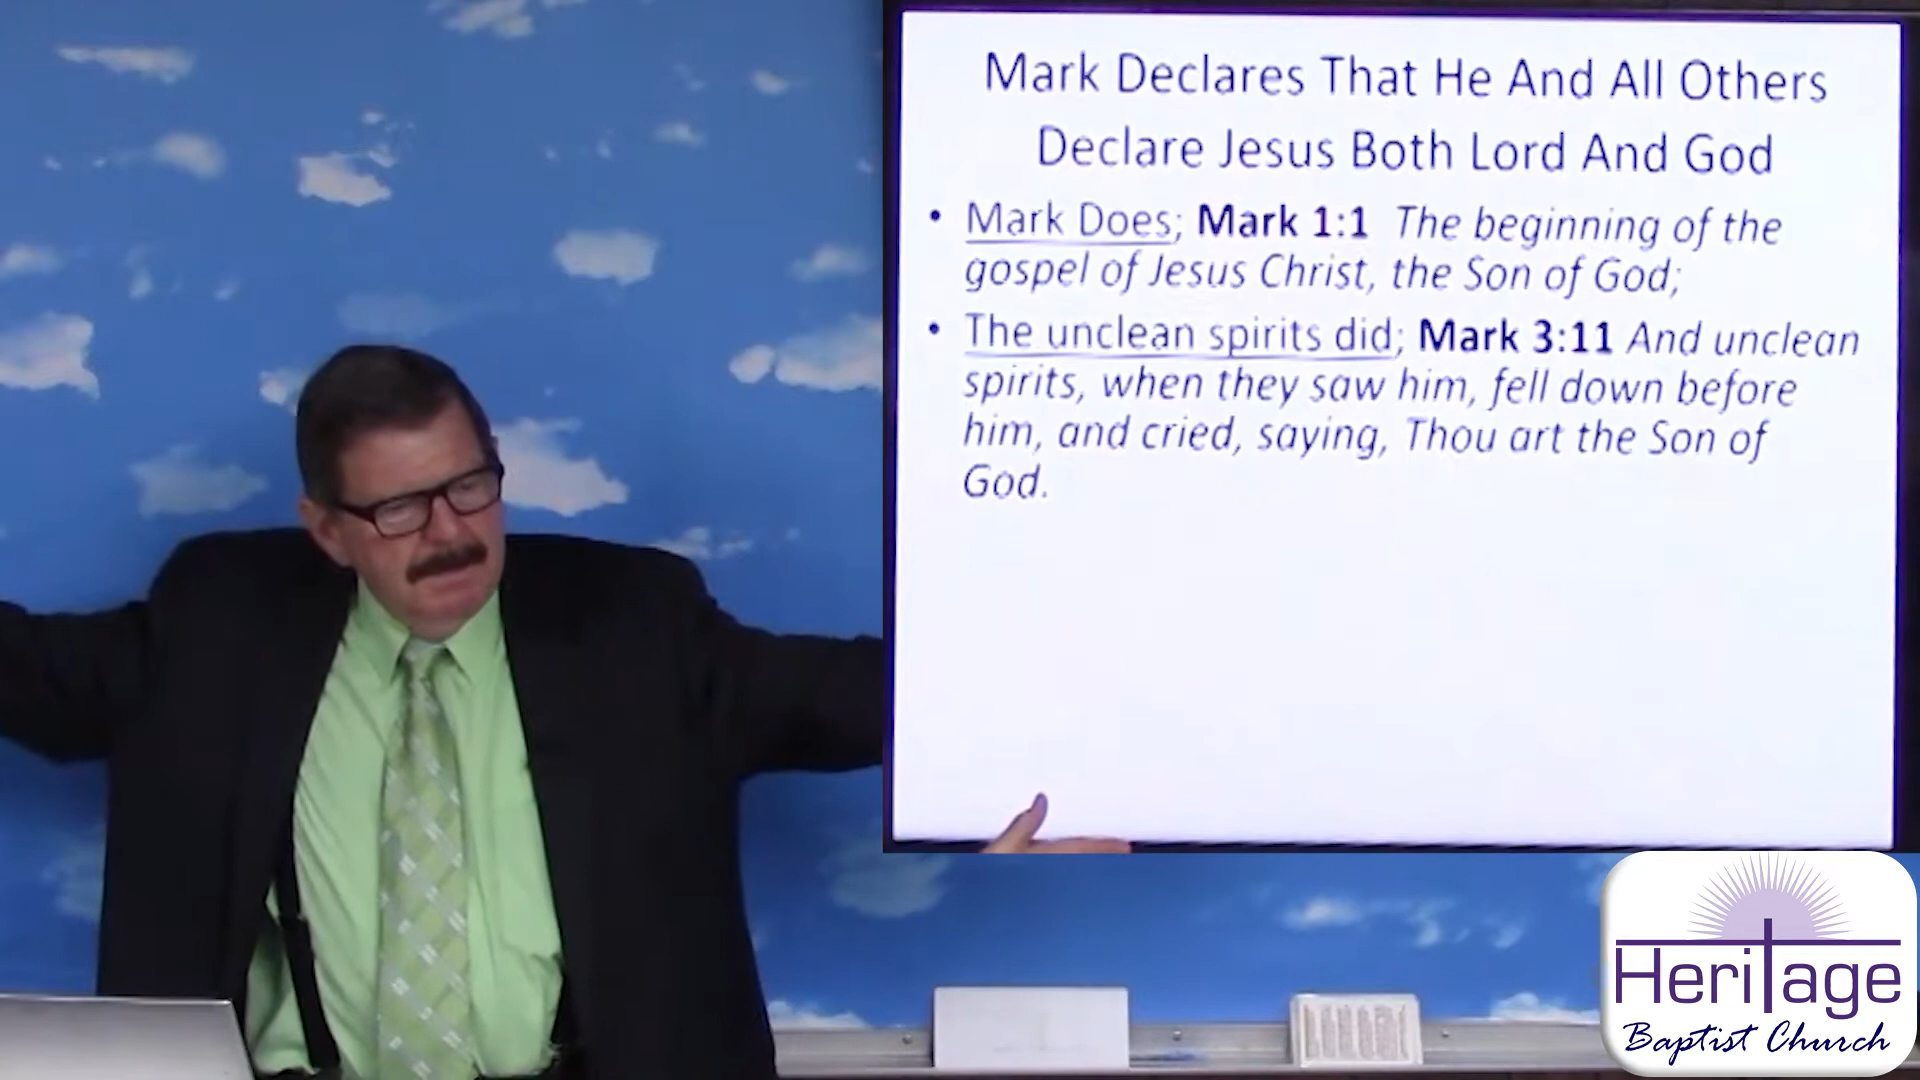 Mark Declares That He And All Others
Declare Jesus Both Lord And God
• Mark Does; Mark 1:1 The beginning of the
gospel of Jesus Christ, the Son of God;
• The unclean spirits did; Mark 3:11 And unclean
spirits, when they saw him, fell down before
him, and cried, saying, Thou art the Son of
God.
Heritage
Baptist Church